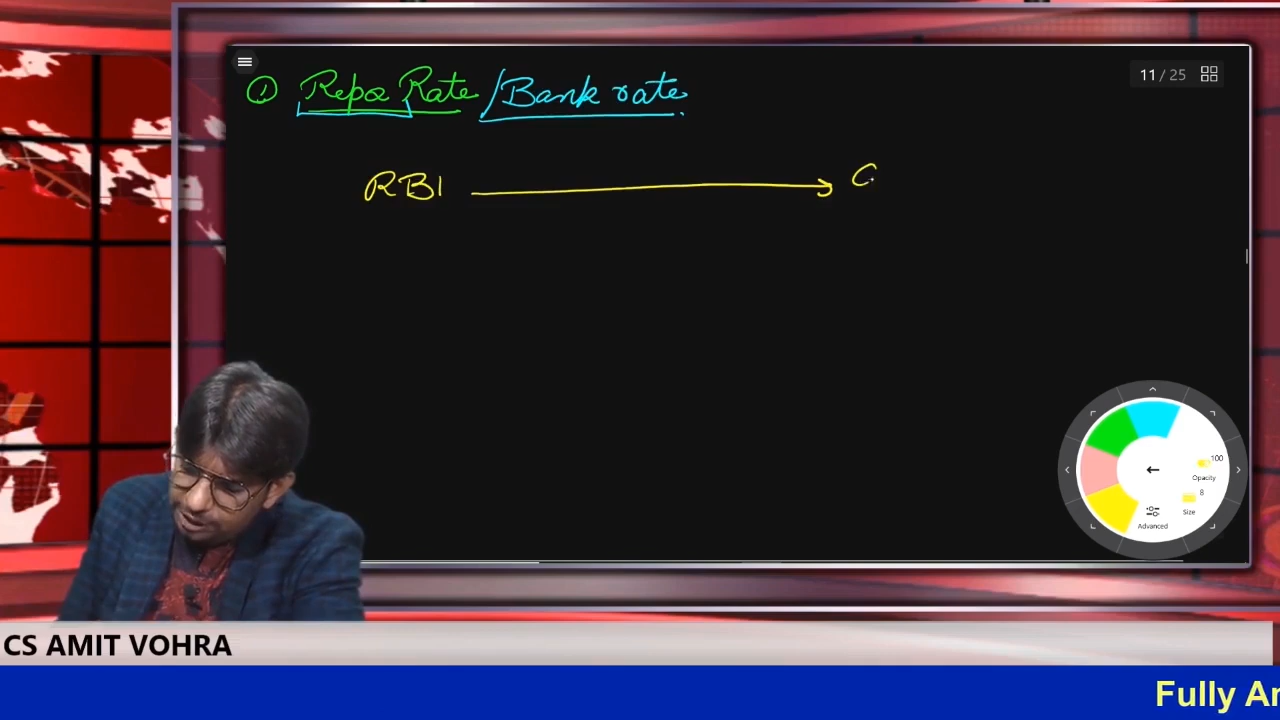 ① Repo Rate / Bank rate
11 / 25
RBI → C
100
Opacity
8
Size
Advanced
CS AMIT VOHRA
Fully Ar